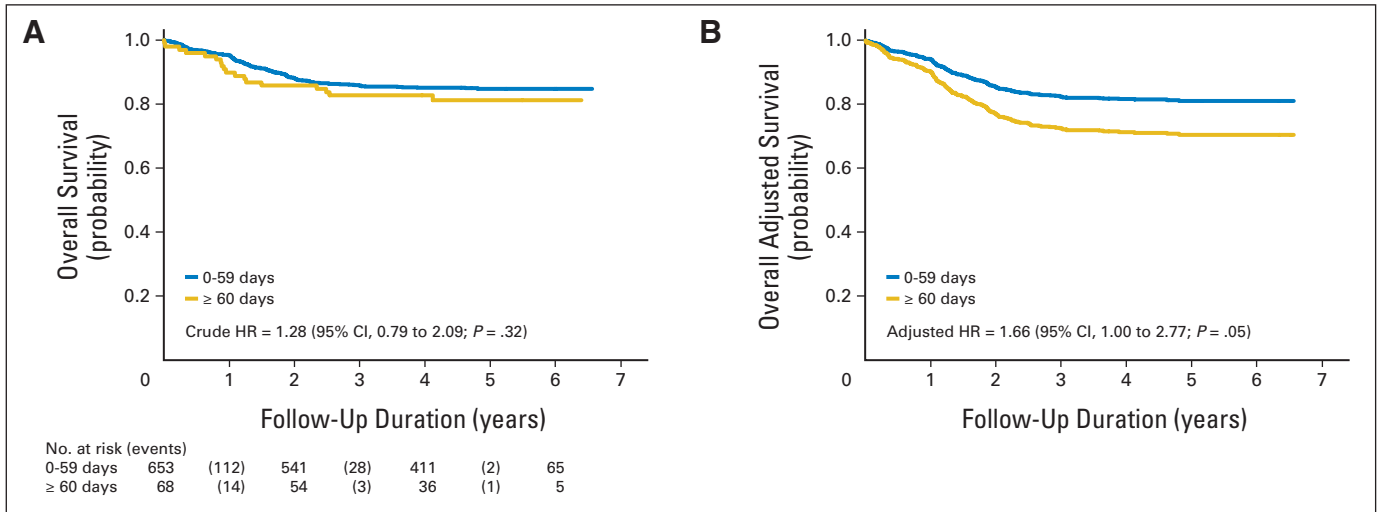 A
Overall Survival
(probability)
1.0
0.8
0.6
0.4
0.2
0-59 days
≥ 60 days
Crude HR = 1.28 (95% CI, 0.79 to 2.09; P = .32)
0 1 2 3 4 5 6 7
Follow-Up Duration (years)
No. at risk (events)
0-59 days 653 (112) 541 (28) 411 (2) 65
≥ 60 days 68 (14) 54 (3) 36 (1) 5
B
Overall Adjusted Survival
(probability)
1.0
0.8
0.6
0.4
0.2
0-59 days
≥ 60 days
Adjusted HR = 1.66 (95% CI, 1.00 to 2.77; P = .05)
0 1 2 3 4 5 6 7
Follow-Up Duration (years)